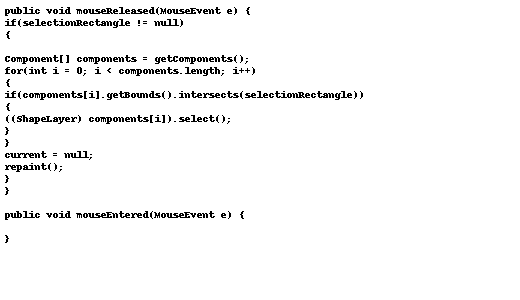 public void mouseReleased(MouseEvent e) {
if(selectionRectangle != null)
{
Component[] components = getComponents();
for(int i = 0; i < components.length; i++)
{
if(components[i].getBounds().intersects(selectionRectangle))
{
((ShapeLayer) components[i]).select();
}
}
current = null;
repaint();
}
}
public void mouseEntered(MouseEvent e) {
}